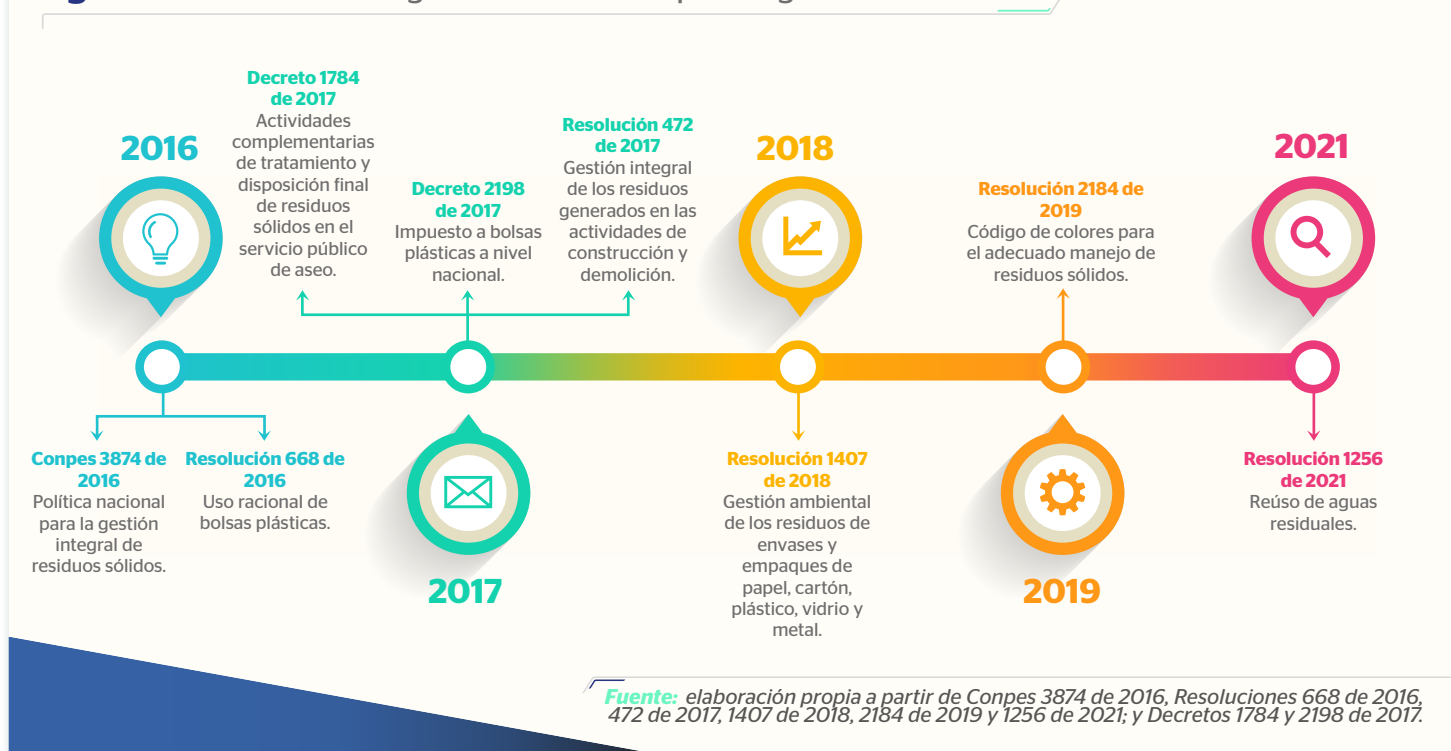 2016
Decreto 1784
de 2017
Actividades
complementarias
de tratamiento y
disposición final
de residuos
sólidos en el
servicio público
de aseo.
Decreto 2198
de 2017
Impuesto a bolsas
plásticas a nivel
nacional.
Resolución 472
de 2017
Gestión integral
de los residuos
generados en las
actividades de
construcción y
demolición.
2018
Resolución 2184 de
2019
Código de colores para
el adecuado manejo de
residuos sólidos.
2021
Conpes 3874 de
2016
Política nacional
para la gestión
integral de
residuos sólidos.
Resolución 668 de
2016
Uso racional de
bolsas plásticas.
2017
Resolución 1407
de 2018
Gestión ambiental
de los residuos de
envases y
empaques de
papel, cartón,
plástico, vidrio y
metal.
2019
Resolución 1256
de 2021
Reúso de aguas
residuales.
Fuente: elaboración propia a partir de Conpes 3874 de 2016, Resoluciones 668 de 2016,
472 de 2017, 1407 de 2018, 2184 de 2019 y 1256 de 2021; y Decretos 1784 y 2198 de 2017.